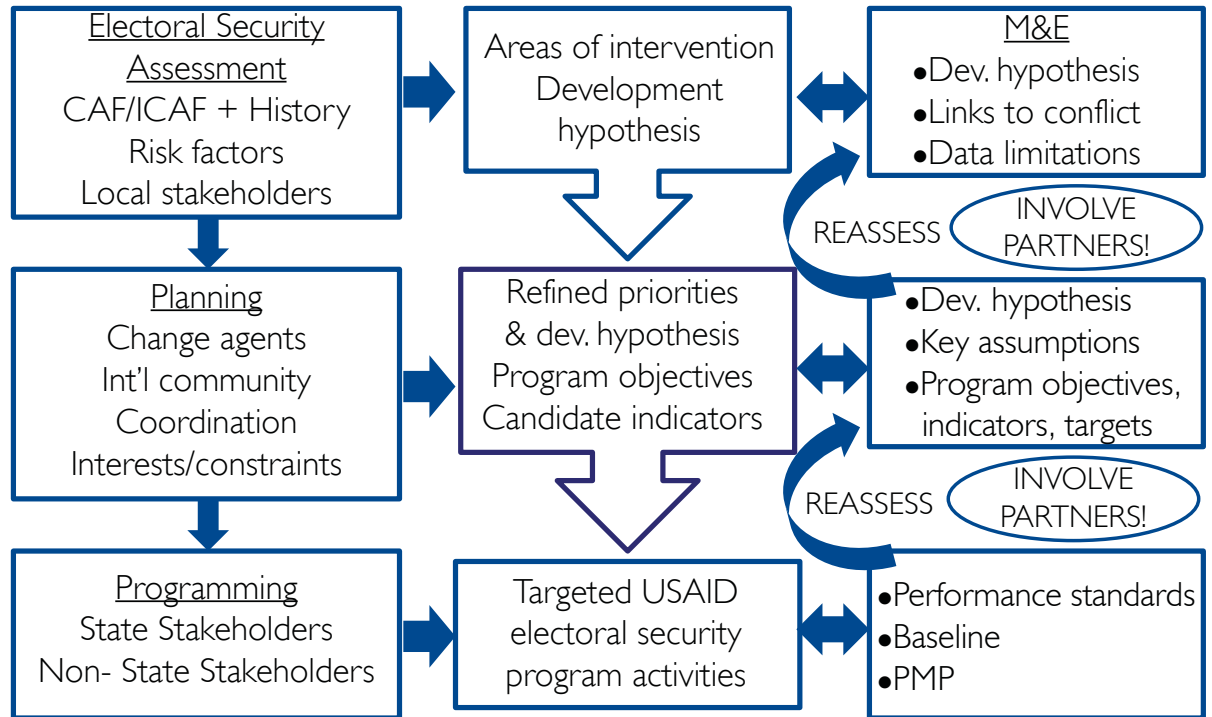 Electoral Security
Assessment
CAF/ICAF + History
Risk factors
Local stakeholders
Areas of intervention
Development
hypothesis
M&E
•Dev. hypothesis
•Links to conflict
•Data limitations
REASSESS
INVOLVE
PARTNERS!
Planning
Change agents
Int'l community
Coordination
Interests/constraints
Refined priorities
& dev. hypothesis
Program objectives
Candidate indicators
•Dev. hypothesis
•Key assumptions
•Program objectives,
indicators, targets
REASSESS
INVOLVE
PARTNERS!
Programming
State Stakeholders
Non- State Stakeholders
Targeted USAID
electoral security
program activities
•Performance standards
•Baseline
•PMP